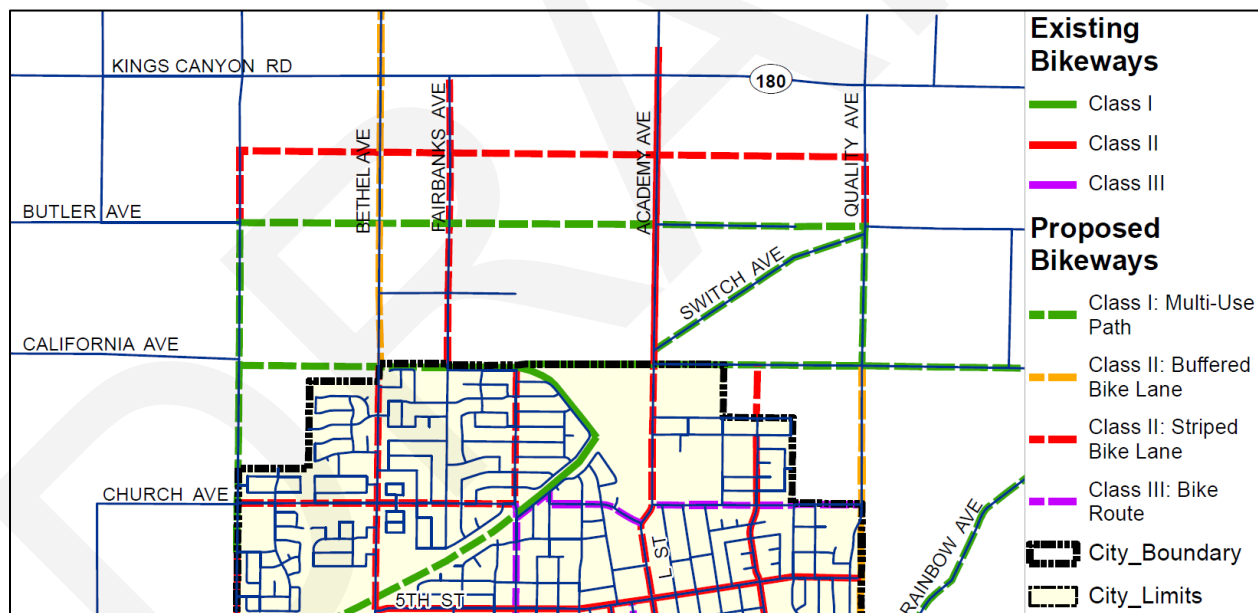 KINGS CANYON RD
180
BETHEL AVE
FAIRBANKS AVE
ACADEMY AVE
QUALITY AVE
BUTLER AVE
SWITCH AVE
CALIFORNIA AVE
CHURCH AVE
L ST
5TH ST
RAINBOW AVE
Existing
Bikeways
Class I
Class II
Class III
Proposed
Bikeways
Class I: Multi-Use
Path
Class II: Buffered
Bike Lane
Class II: Striped
Bike Lane
Class III: Bike
Route
City_Boundary
City_Limits